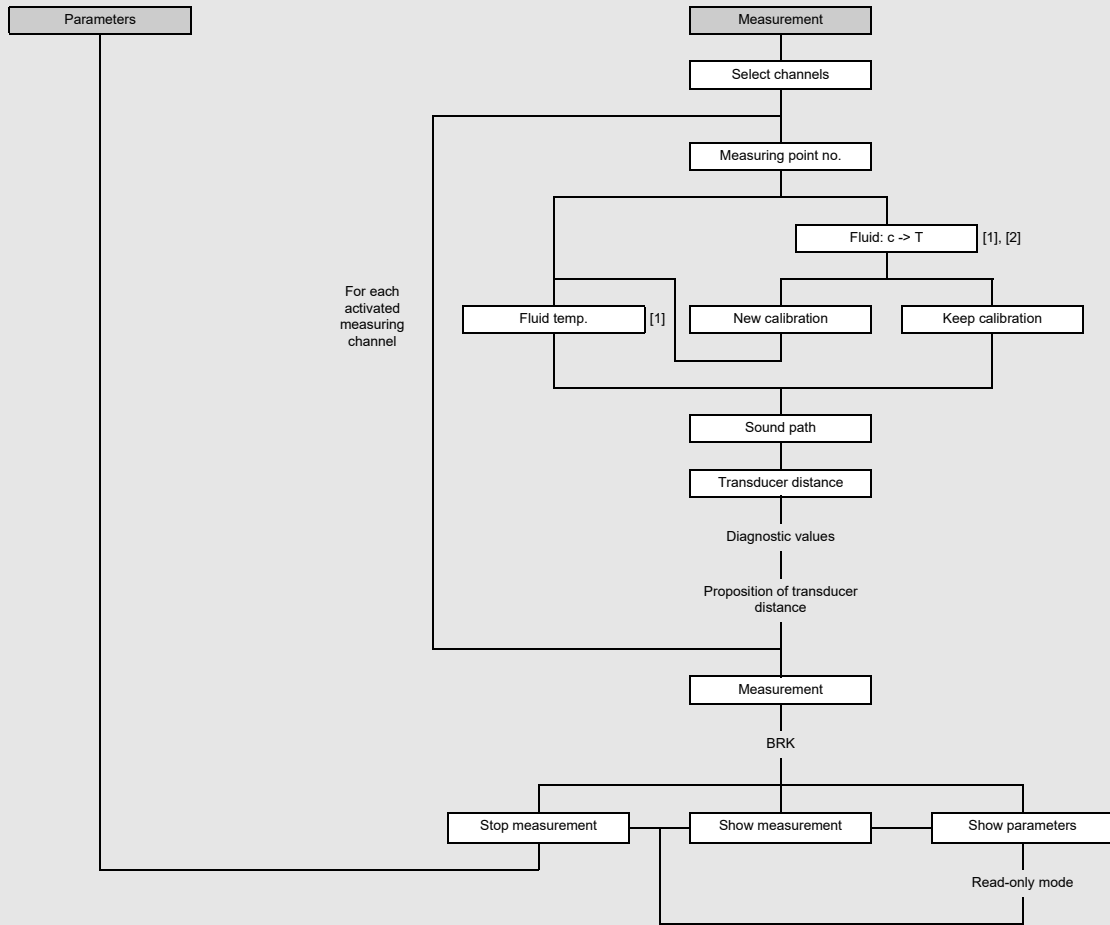 Parameters
Measurement
Select channels
Measuring point no.
Fluid: c -> T
[1], [2]
For each
activated
measuring
channel
Fluid temp.
[1]
New calibration
Keep calibration
Sound path
Transducer distance
Diagnostic values
Proposition of transducer
distance
Measurement
BRK
Stop measurement
Show measurement
Show parameters
Read-only mode